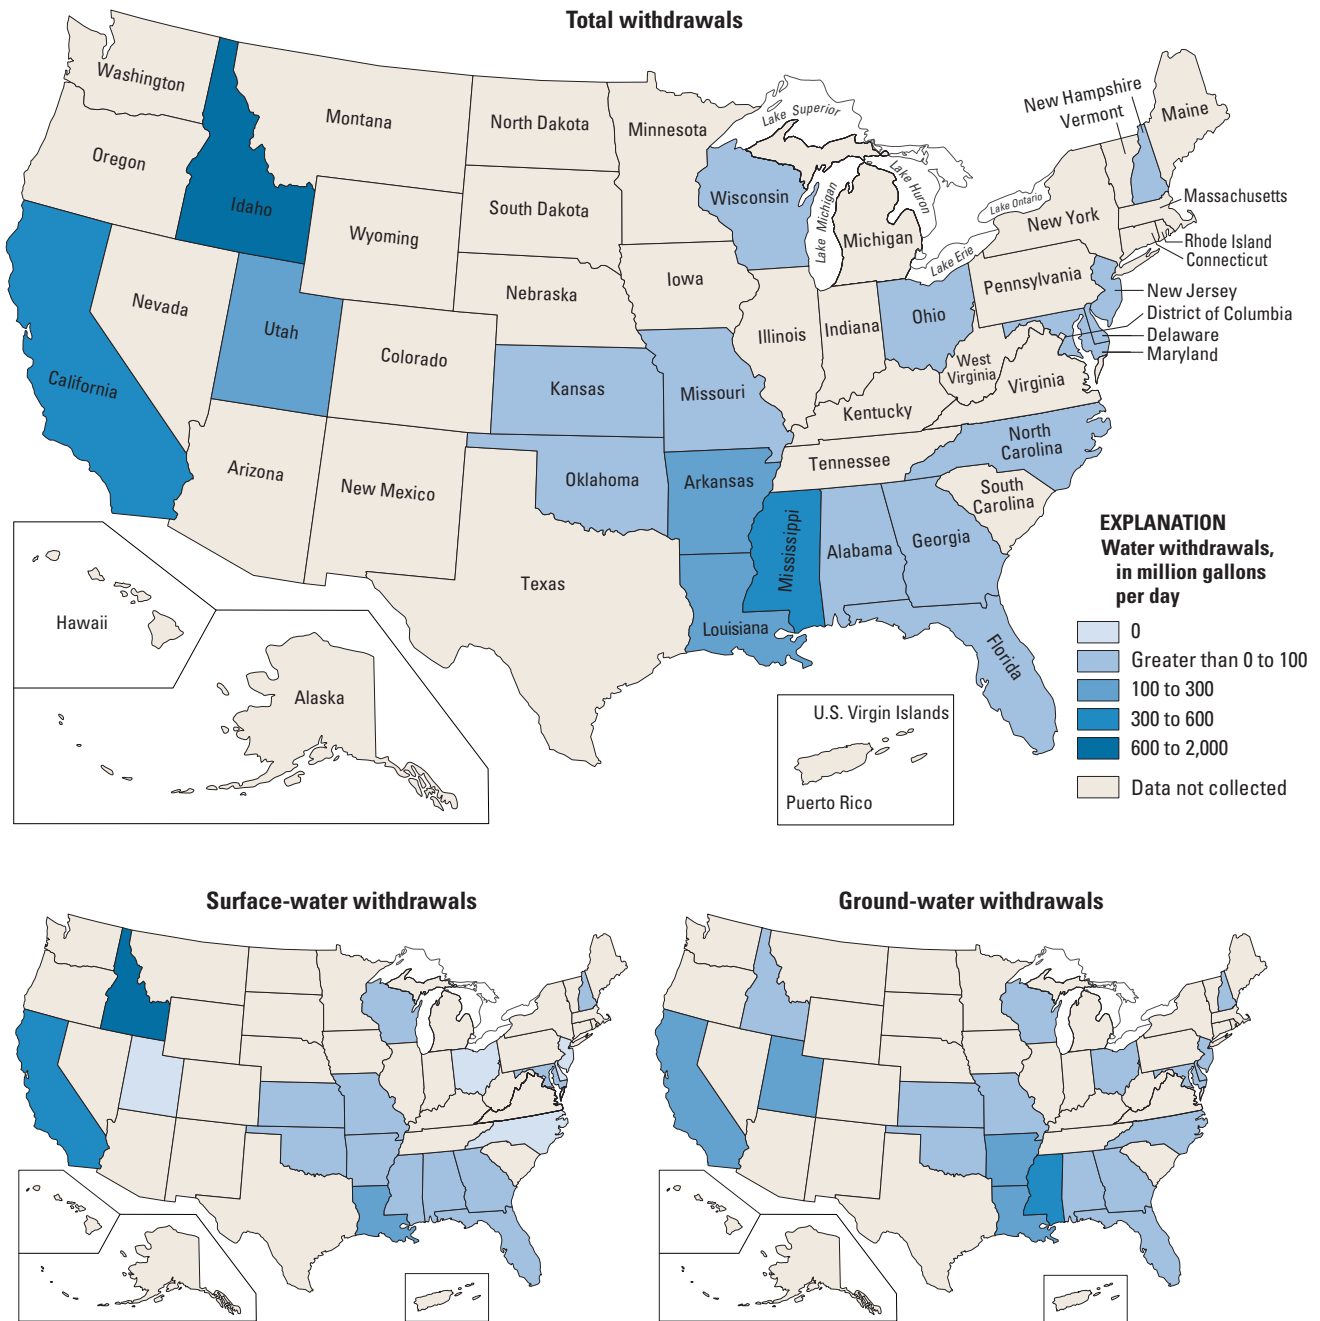 Total withdrawals
Washington
Oregon
California
Nevada
Idaho
Montana
Wyoming
Utah
Colorado
Arizona
New Mexico
North Dakota
South Dakota
Nebraska
Kansas
Oklahoma
Texas
Minnesota
Iowa
Missouri
Arkansas
Louisiana
Wisconsin
Illinois
Indiana
Michigan
Ohio
Kentucky
Tennessee
Mississippi
Alabama
Georgia
Florida
South
Carolina
North
Carolina
Virginia
West
Virginia
Pennsylvania
New York
Lake Superior
Lake Michigan
Lake Huron
Lake Erie
Lake Ontario
New Hampshire
Vermont
Maine
Massachusetts
Rhode Island
Connecticut
New Jersey
District of Columbia
Delaware
Maryland
Hawaii
Alaska
U.S. Virgin Islands
Puerto Rico
EXPLANATION
Water withdrawals,
in million gallons
per day
0
Greater than 0 to 100
100 to 300
300 to 600
600 to 2,000
Data not collected
Surface-water withdrawals
Ground-water withdrawals